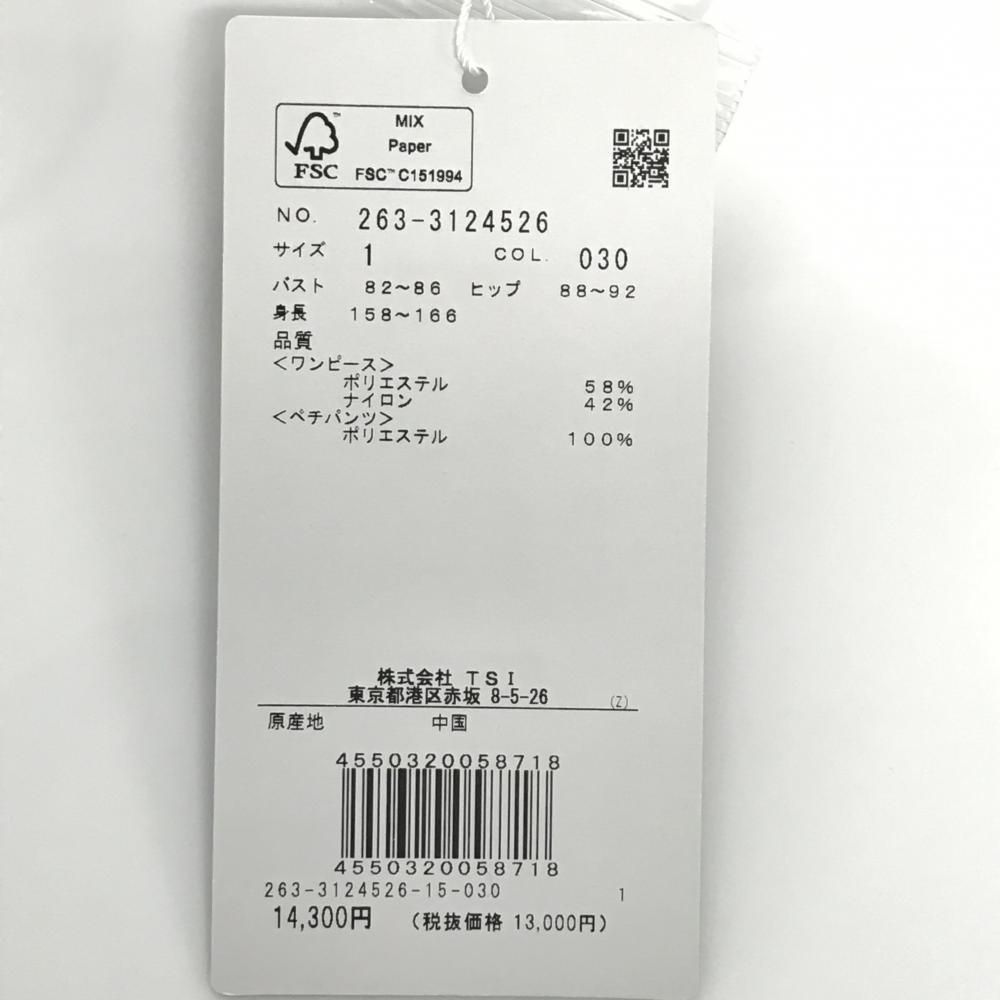 MIX
Paper
FSC™ C151994
FSC™
NO. 263-3124526
サイズ 1 COL. 030
バスト 82～86 ヒップ 88～92
身長 158～166
品質
＜ワンピース＞
ポリエステル 58%
ナイロン 42%
＜ペチパンツ＞
ポリエステル 100%
株式会社 TSI
東京都港区赤坂 8-5-26 (Z)
原産地 中国
4550320058718
4550320058718
263-3124526-15-030 1
14,300円 （税抜価格 13,000円）